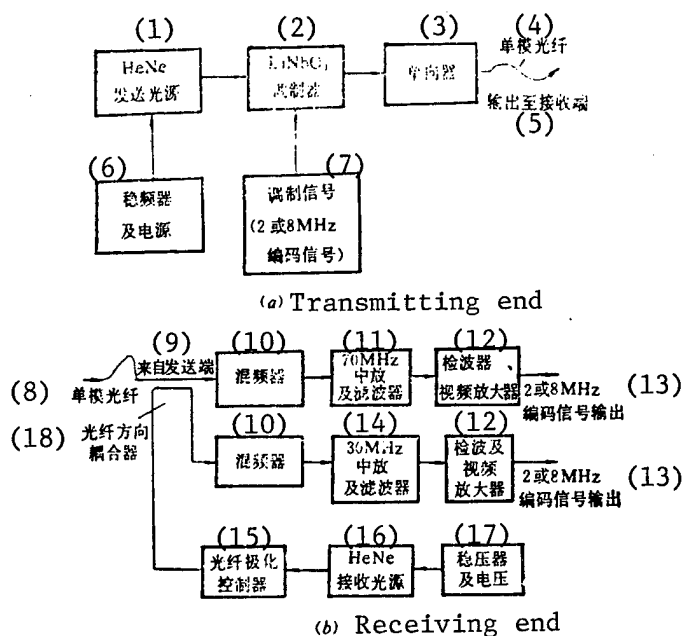 (1)
(2)
(3)
(4)
HeNe
发送光源
LiNbO₃
调制器
单向器
单模光纤
输出至接收端
(5)
(6)
稳频器
及电源
(7)
调制信号
(2或8MHz
编码信号)
(a) Transmitting end
(8)
单模光纤
(9)
来自发送端
(10)
混频器
(11)
70MHz
中放
及滤波器
(12)
检波器、
视频放大器
2或8MHz
编码信号输出
(13)
(18)
光纤方向
耦合器
(10)
混频器
(14)
30MHz
中放
及滤波器
(12)
检波及
视频
放大器
2或8MHz
编码信号输出
(13)
(15)
光纤极化
控制器
(16)
HeNe
接收光源
(17)
稳压器
及电压
(b) Receiving end